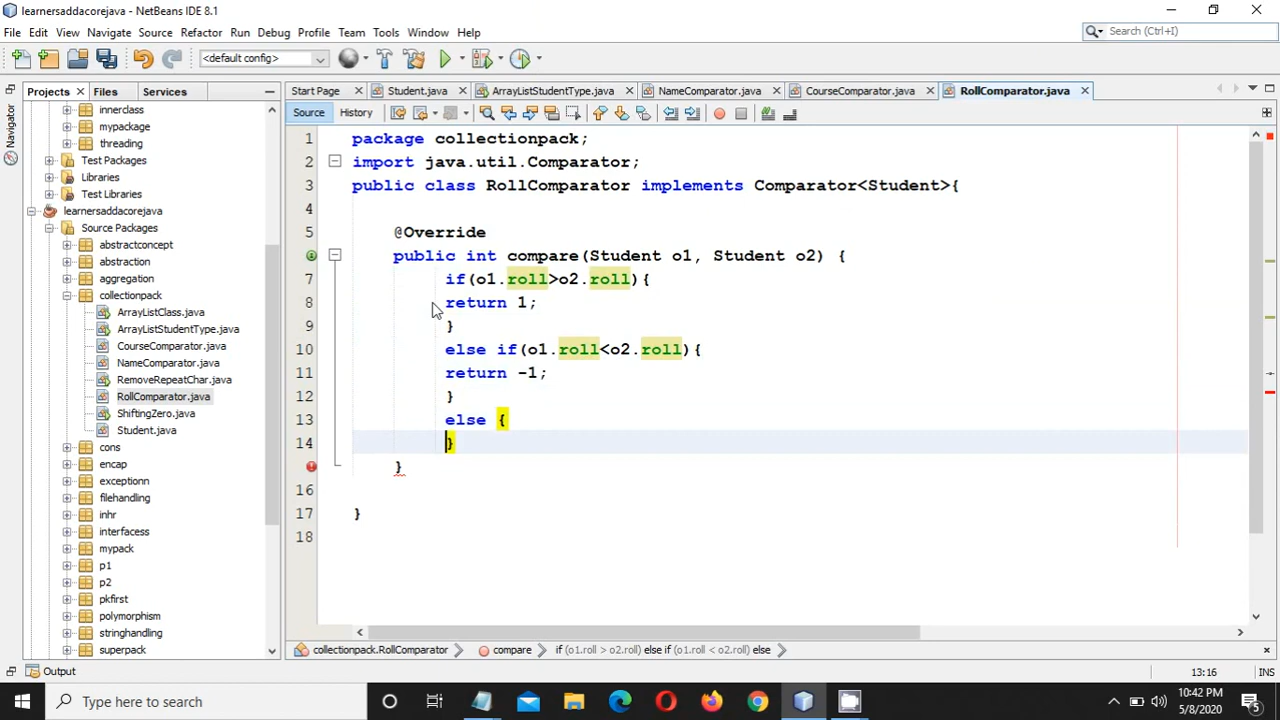 learnersaddacorejava - NetBeans IDE 8.1
File Edit View Navigate Source Refactor Run Debug Profile Team Tools Window Help
Search (Ctrl+I)
<default config>
Projects Files Services
Start Page Student.java ArrayListStudentType.java NameComparator.java CourseComparator.java RollComparator.java
Navigator
Source History
innerclass
mypackage
threading
Test Packages
Libraries
Test Libraries
learnersaddacorejava
Source Packages
abstractconcept
abstraction
aggregation
collectionpack
ArrayListClass.java
ArrayListStudentType.java
CourseComparator.java
NameComparator.java
RemoveRepeatChar.java
RollComparator.java
ShiftingZero.java
Student.java
cons
encap
exceptionn
filehandling
inhr
interfacess
mypack
p1
p2
pkfirst
polymorphism
stringhandling
superpack
1 package collectionpack;
2 import java.util.Comparator;
3 public class RollComparator implements Comparator<Student>{
4
5 @Override
public int compare(Student o1, Student o2) {
7 if(o1.roll>o2.roll){
8 return 1;
9 }
10 else if(o1.roll<o2.roll){
11 return -1;
12 }
13 else {
14 }
}
16
17 }
18
collectionpack.RollComparator compare if (o1.roll > o2.roll) else if (o1.roll < o2.roll) else
Output
13:16 INS
Type here to search
10:42 PM
5/8/2020
5